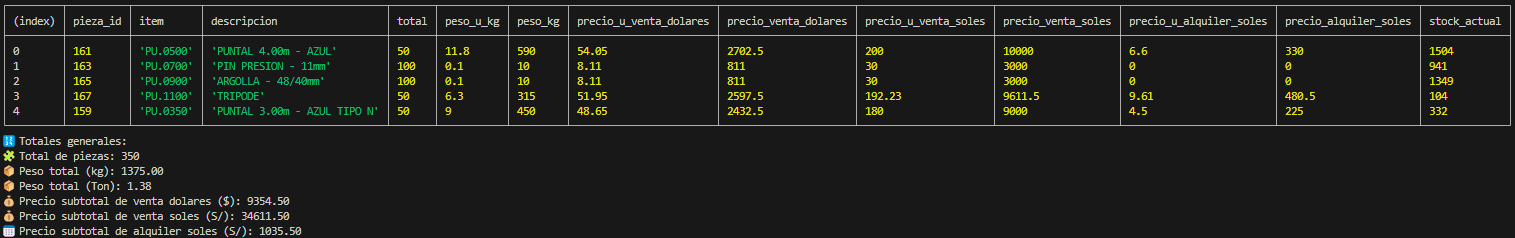 (index) pieza_id item descripcion total peso_u_kg peso_kg precio_u_venta_dolares precio_venta_dolares precio_u_venta_soles precio_venta_soles precio_u_alquiler_soles precio_alquiler_soles stock_actual
0 161 'PU.0500' 'PUNTAL 4.00m - AZUL' 50 11.8 590 54.05 2702.5 200 10000 6.6 330 1504
1 163 'PU.0700' 'PIN PRESION - 11mm' 100 0.1 10 8.11 811 30 3000 0 0 941
2 165 'PU.0900' 'ARGOLLA - 48/40mm' 100 0.1 10 8.11 811 30 3000 0 0 1349
3 167 'PU.1100' 'TRIPODE' 50 6.3 315 51.95 2597.5 192.23 9611.5 9.61 480.5 104
4 159 'PU.0350' 'PUNTAL 3.00m - AZUL TIPO N' 50 9 450 48.65 2432.5 180 9000 4.5 225 332
Totales generales:
Total de piezas: 350
Peso total (kg): 1375.00
Peso total (Ton): 1.38
Precio subtotal de venta dolares ($): 9354.50
Precio subtotal de venta soles (S/): 34611.50
Precio subtotal de alquiler soles (S/): 1035.50